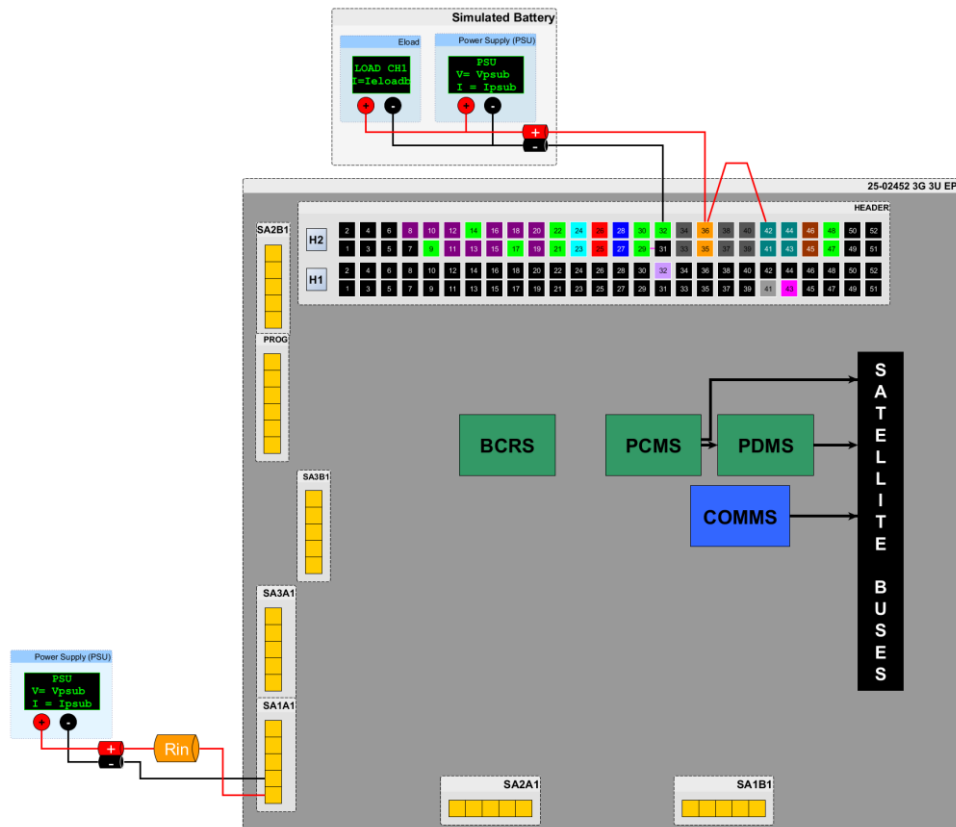 Simulated Battery
Eload
Power Supply (PSU)
LOAD CH1
I=Ieloadb
PSU
V= Vpsub
I = Ipsub
+
-
+
-
+
-
25-02452 3G 3U EP
HEADER
SA2B1
H2
2 4 6 8 10 12 14 16 18 20 22 24 26 28 30 32 34 36 38 40 42 44 46 48 50 52
1 3 5 7 9 11 13 15 17 19 21 23 25 27 29 31 33 35 37 39 41 43 45 47 49 51
H1
2 4 6 8 10 12 14 16 18 20 22 24 26 28 30 32 34 36 38 40 42 44 46 48 50 52
1 3 5 7 9 11 13 15 17 19 21 23 25 27 29 31 33 35 37 39 41 43 45 47 49 51
PROG
SATELLITE BUSES
BCRS
PCMS
PDMS
SA3B1
COMMS
SA3A1
Power Supply (PSU)
PSU
V= Vpsub
I = Ipsub
+
-
+
-
Rin
SA1A1
SA2A1
SA1B1